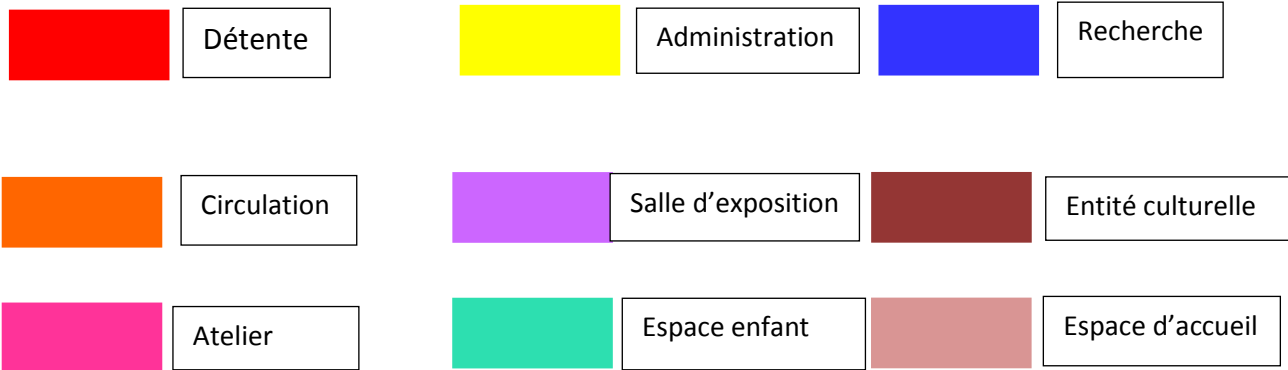 Détente
Administration
Recherche
Circulation
Salle d’exposition
Entité culturelle
Atelier
Espace enfant
Espace d’accueil